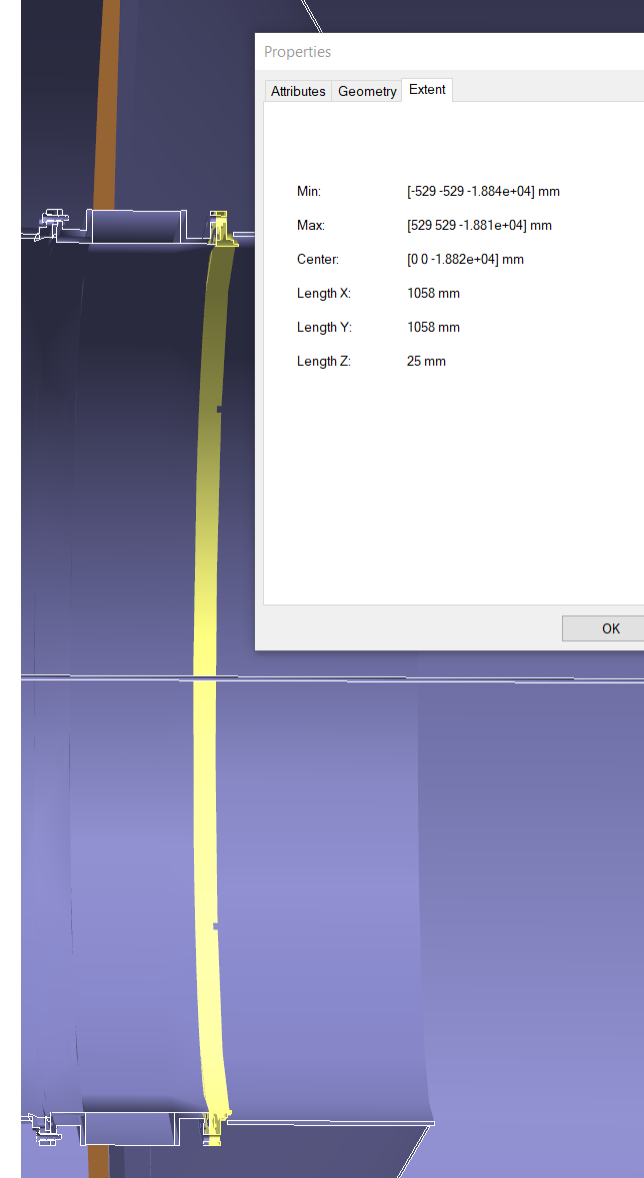 Properties
Attributes Geometry Extent
Min: [-529 -529 -1.884e+04] mm
Max: [529 529 -1.881e+04] mm
Center: [0 0 -1.882e+04] mm
Length X: 1058 mm
Length Y: 1058 mm
Length Z: 25 mm
OK